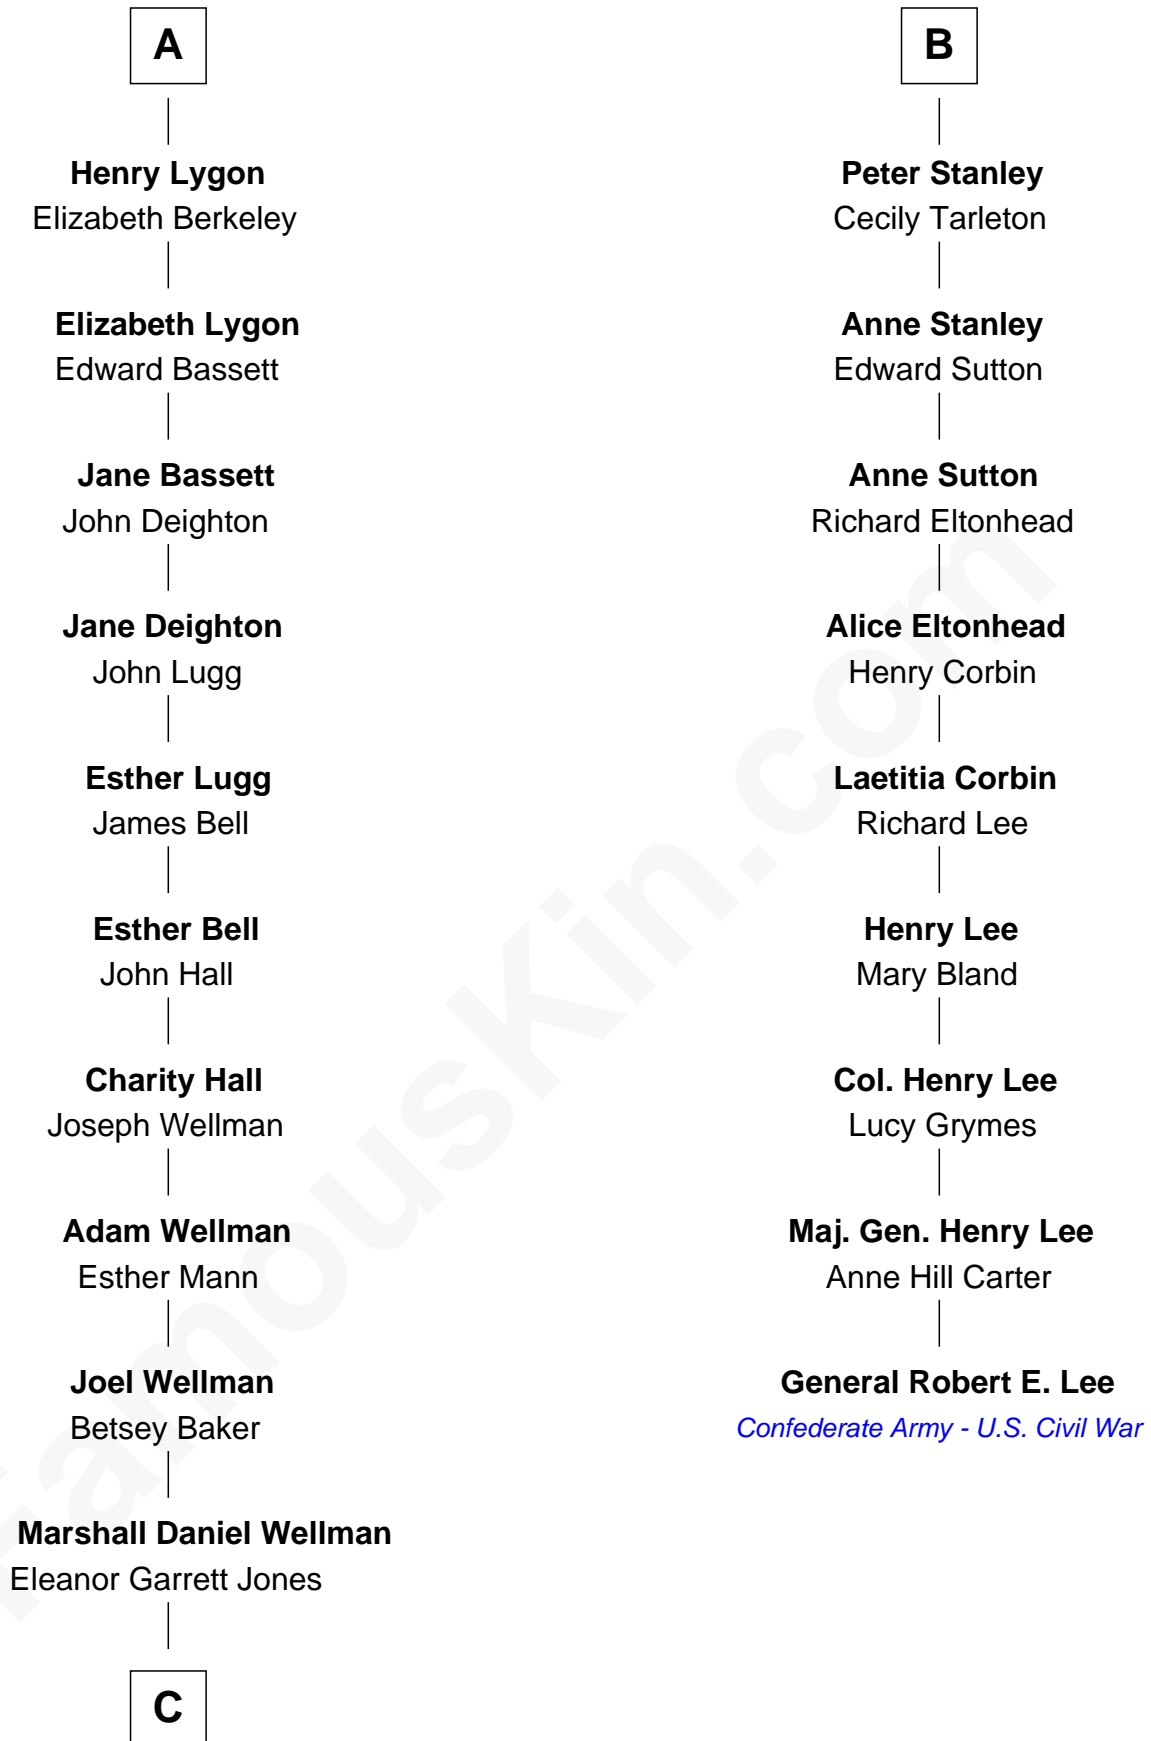 A
Henry Lygon
Elizabeth Berkeley
Elizabeth Lygon
Edward Bassett
Jane Bassett
John Deighton
Jane Deighton
John Lugg
Esther Lugg
James Bell
Esther Bell
John Hall
Charity Hall
Joseph Wellman
Adam Wellman
Esther Mann
Joel Wellman
Betsey Baker
Marshall Daniel Wellman
Eleanor Garrett Jones
C
B
Peter Stanley
Cecily Tarleton
Anne Stanley
Edward Sutton
Anne Sutton
Richard Eltonhead
Alice Eltonhead
Henry Corbin
Laetitia Corbin
Richard Lee
Henry Lee
Mary Bland
Col. Henry Lee
Lucy Grymes
Maj. Gen. Henry Lee
Anne Hill Carter
General Robert E. Lee
Confederate Army - U.S. Civil War
FamousKin.com